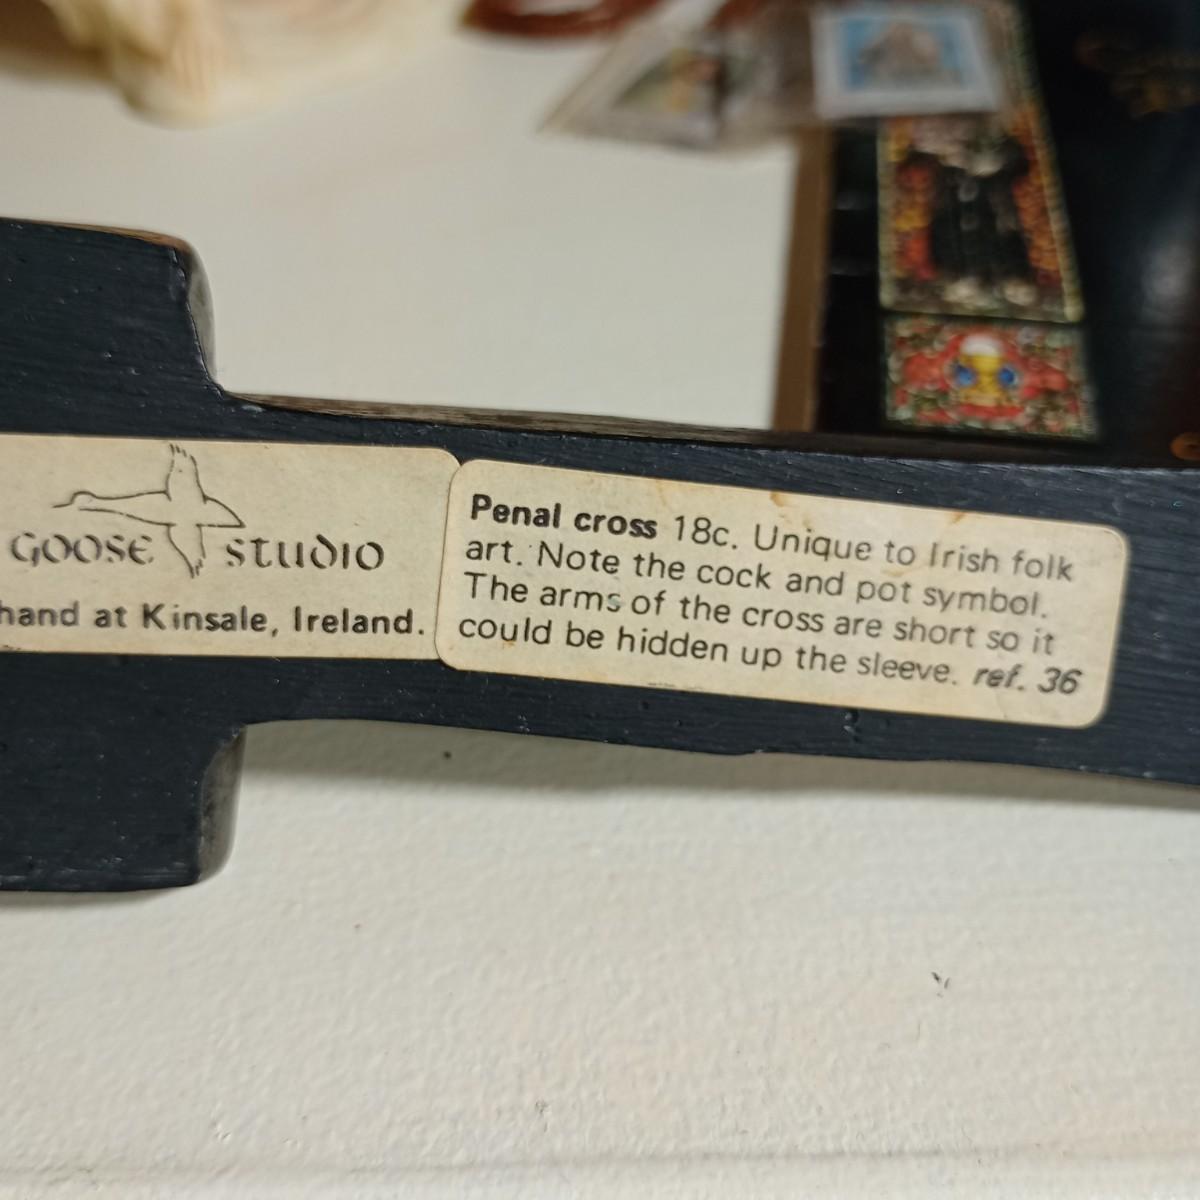 GOOSE STUDIO
hand at Kinsale, Ireland.
Penal cross 18c. Unique to Irish folk
art. Note the cock and pot symbol.
The arms of the cross are short so it
could be hidden up the sleeve. ref. 36